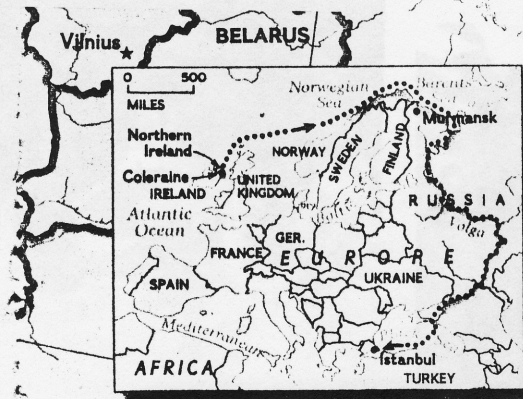 Vilnius
BELARUS
0 500
MILES
Norwegian
Sea
Barents
Murmansk
Northern
Ireland
Coleraine
IRELAND
UNITED
KINGDOM
NORWAY
SWEDEN
FINLAND
RUSSIA
Volga
Atlantic
Ocean
FRANCE
GER.
EUROPE
UKRAINE
SPAIN
Mediterranean
Istanbul
TURKEY
AFRICA